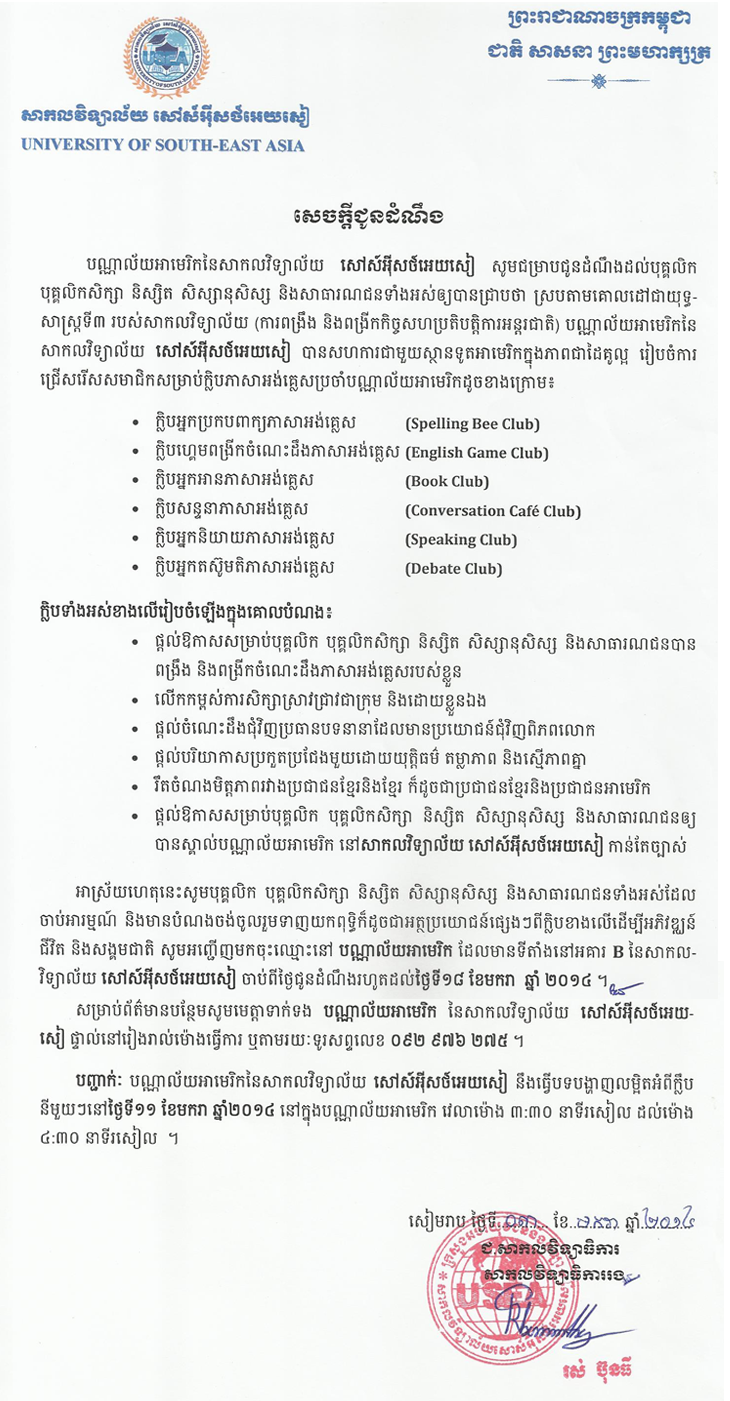 ព្រះរាជាណាចក្រកម្ពុជា
ជាតិ សាសនា ព្រះមហាក្សត្រ
USEA
UNIVERSITY OF SOUTH-EAST ASIA
សាកលវិទ្យាល័យ សៅស៍អ៊ីសថ៍អេយសៀ
UNIVERSITY OF SOUTH-EAST ASIA
សេចក្តីជូនដំណឹង
បណ្ណាល័យអាមេរិកនៃសាកលវិទ្យាល័យ សៅស៍អ៊ីសថ៍អេយសៀ សូមជម្រាបជូនដំណឹងដល់បុគ្គលិក
បុគ្គលិកសិក្សា និស្សិត សិស្សានុសិស្ស និងសាធារណជនទាំងអស់ឲ្យបានជ្រាបថា ស្របតាមគោលដៅជាយុទ្ធ-
សាស្ត្រទី៣ របស់សាកលវិទ្យាល័យ (ការពង្រឹង និងពង្រីកកិច្ចសហប្រតិបត្តិការអន្តរជាតិ) បណ្ណាល័យអាមេរិកនៃ
សាកលវិទ្យាល័យ សៅស៍អ៊ីសថ៍អេយសៀ បានសហការជាមួយស្ថានទូតអាមេរិកក្នុងភាពជាដៃគូល្អ រៀបចំការ
ជ្រើសរើសសមាជិកសម្រាប់ក្លិបភាសាអង់គ្លេសប្រចាំបណ្ណាល័យអាមេរិកដូចខាងក្រោម៖
• ក្លិបអ្នកប្រកបពាក្យភាសាអង់គ្លេស (Spelling Bee Club)
• ក្លិបហ្គេមពង្រីកចំណេះដឹងភាសាអង់គ្លេស (English Game Club)
• ក្លិបអ្នកអានភាសាអង់គ្លេស (Book Club)
• ក្លិបសន្ទនាភាសាអង់គ្លេស (Conversation Café Club)
• ក្លិបអ្នកនិយាយភាសាអង់គ្លេស (Speaking Club)
• ក្លិបអ្នកតស៊ូមតិភាសាអង់គ្លេស (Debate Club)
ក្លិបទាំងអស់ខាងលើរៀបចំឡើងក្នុងគោលបំណង៖
• ផ្តល់ឱកាសសម្រាប់បុគ្គលិក បុគ្គលិកសិក្សា និស្សិត សិស្សានុសិស្ស និងសាធារណជនបាន
ពង្រឹង និងពង្រីកចំណេះដឹងភាសាអង់គ្លេសរបស់ខ្លួន
• លើកកម្ពស់ការសិក្សាស្រាវជ្រាវជាក្រុម និងដោយខ្លួនឯង
• ផ្តល់ចំណេះដឹងជុំវិញប្រធានបទនានាដែលមានប្រយោជន៍ជុំវិញពិភពលោក
• ផ្តល់បរិយាកាសប្រកួតប្រជែងមួយដោយយុត្តិធម៌ តម្លាភាព និងស្មើភាពគ្នា
• រឹតចំណងមិត្តភាពរវាងប្រជាជនខ្មែរនិងខ្មែរ ក៏ដូចជាប្រជាជនខ្មែរនិងប្រជាជនអាមេរិក
• ផ្តល់ឱកាសសម្រាប់បុគ្គលិក បុគ្គលិកសិក្សា និស្សិត សិស្សានុសិស្ស និងសាធារណជនឲ្យ
បានស្គាល់បណ្ណាល័យអាមេរិក នៅសាកលវិទ្យាល័យ សៅស៍អ៊ីសថ៍អេយសៀ កាន់តែច្បាស់
អាស្រ័យហេតុនេះសូមបុគ្គលិក បុគ្គលិកសិក្សា និស្សិត សិស្សានុសិស្ស និងសាធារណជនទាំងអស់ដែល
ចាប់អារម្មណ៍ និងមានបំណងចង់ចូលរួមទាញយកពុទ្ធិក៏ដូចជាអត្ថប្រយោជន៍ផ្សេងៗពីក្លិបខាងលើដើម្បីអភិវឌ្ឍន៍
ជីវិត និងសង្គមជាតិ សូមអញ្ជើញមកចុះឈ្មោះនៅ បណ្ណាល័យអាមេរិក ដែលមានទីតាំងនៅអគារ B នៃសាកល-
វិទ្យាល័យ សៅស៍អ៊ីសថ៍អេយសៀ ចាប់ពីថ្ងៃជូនដំណឹងរហូតដល់ថ្ងៃទី១៨ ខែមករា ឆ្នាំ ២០១៤ ។
សម្រាប់ព័ត៌មានបន្ថែមសូមមេត្តាទាក់ទង បណ្ណាល័យអាមេរិក នៃសាកលវិទ្យាល័យ សៅស៍អ៊ីសថ៍អេយ-
សៀ ផ្ទាល់នៅរៀងរាល់ម៉ោងធ្វើការ ឬតាមរយៈទូរសព្ទលេខ ០៩២ ៩៧៦ ២៧៥ ។
បញ្ជាក់ៈ បណ្ណាល័យអាមេរិកនៃសាកលវិទ្យាល័យ សៅស៍អ៊ីសថ៍អេយសៀ នឹងធ្វើបទបង្ហាញលម្អិតអំពីក្លឹប
នីមួយៗនៅថ្ងៃទី១១ ខែមករា ឆ្នាំ២០១៤ នៅក្នុងបណ្ណាល័យអាមេរិក វេលាម៉ោង ៣:៣០ នាទីរសៀល ដល់ម៉ោង
៤:៣០ នាទីរសៀល ។
សៀមរាប ថ្ងៃទី ខែ មករា ឆ្នាំ ២០១៤
ជ.សាកលវិទ្យាធិការ
សាកលវិទ្យាធិការរង
USEA
រស់ ប៊ុនធី